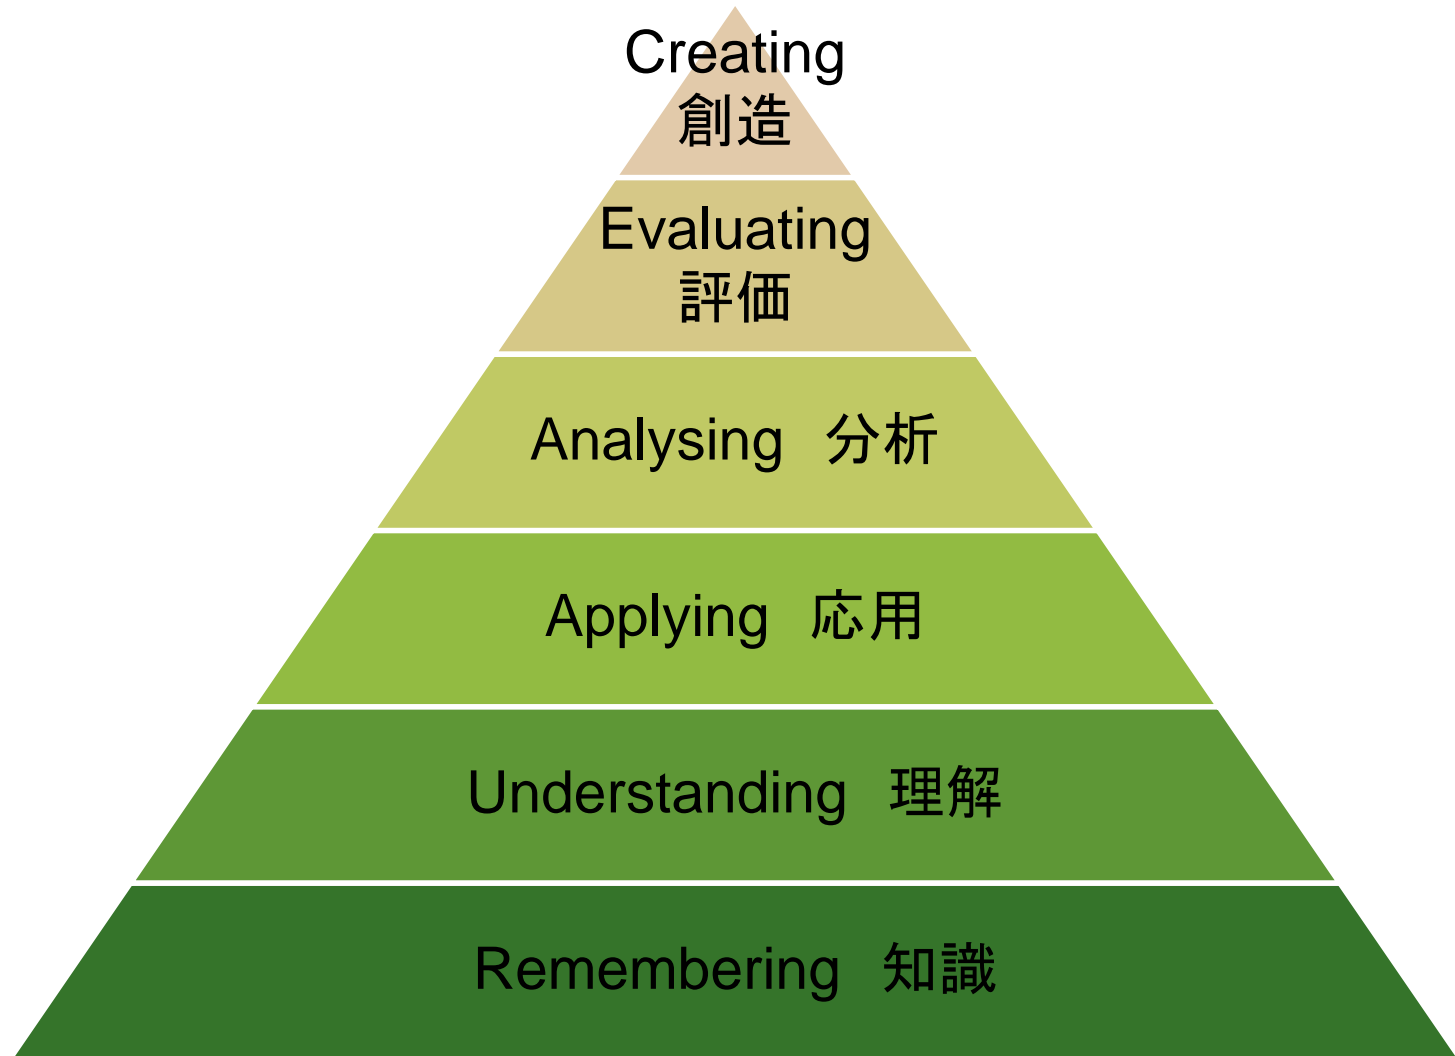 Creating
創造
Evaluating
評価
Analysing　分析
Applying　応用
Understanding　理解
Remembering　知識